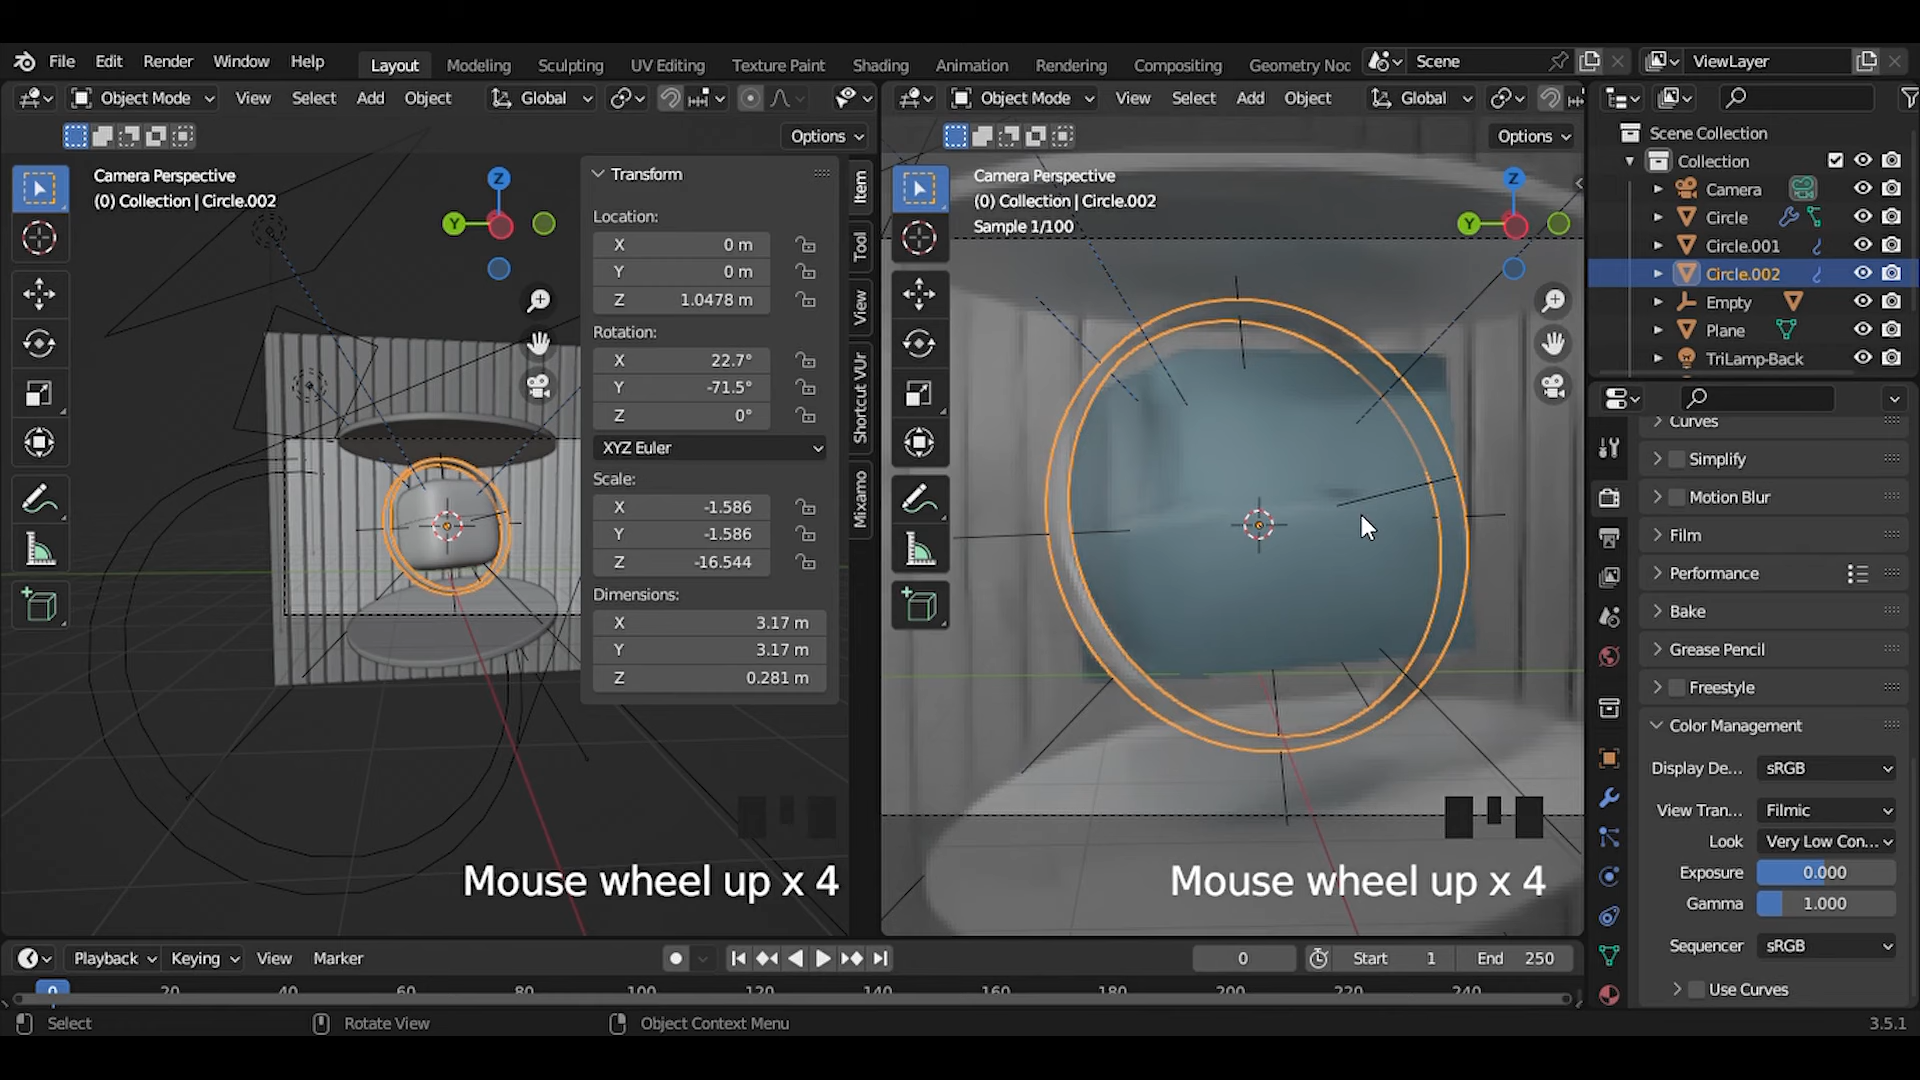 File Edit Render Window Help Layout Modeling Sculpting UV Editing Texture Paint Shading Animation Rendering Compositing Geometry Noc Scene ViewLayer
Object Mode View Select Add Object Global Object Mode View Select Add Object Global
Options Options
Camera Perspective
(0) Collection | Circle.002
Z
Y
Transform
Location:
X 0 m
Y 0 m
Z 1.0478 m
Rotation:
X 22.7°
Y -71.5°
Z 0°
XYZ Euler
Scale:
X -1.586
Y -1.586
Z -16.544
Dimensions:
X 3.17 m
Y 3.17 m
Z 0.281 m
Item
Tool
View
Shortcut VUr
Mixamo
Mouse wheel up x 4
Camera Perspective
(0) Collection | Circle.002
Sample 1/100
Z
Y
Mouse wheel up x 4
Scene Collection
Collection
Camera
Circle
Circle.001
Circle.002
Empty
Plane
TriLamp-Back
Curves
Simplify
Motion Blur
Film
Performance
Bake
Grease Pencil
Freestyle
Color Management
Display De... sRGB
View Tran... Filmic
Look Very Low Con...
Exposure 0.000
Gamma 1.000
Sequencer sRGB
Use Curves
Playback Keying View Marker 0 Start 1 End 250
0 20 40 60 80 100 120 140 160 180 200 220 240
Select Rotate View Object Context Menu 3.5.1